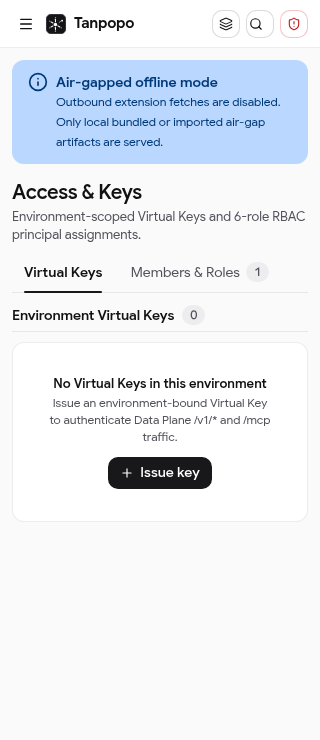 Tanpopo
Air-gapped offline mode
Outbound extension fetches are disabled.
Only local bundled or imported air-gap
artifacts are served.
Access & Keys
Environment-scoped Virtual Keys and 6-role RBAC
principal assignments.
Virtual Keys
Members & Roles 1
Environment Virtual Keys 0
No Virtual Keys in this environment
Issue an environment-bound Virtual Key
to authenticate Data Plane /v1/* and /mcp
traffic.
Issue key